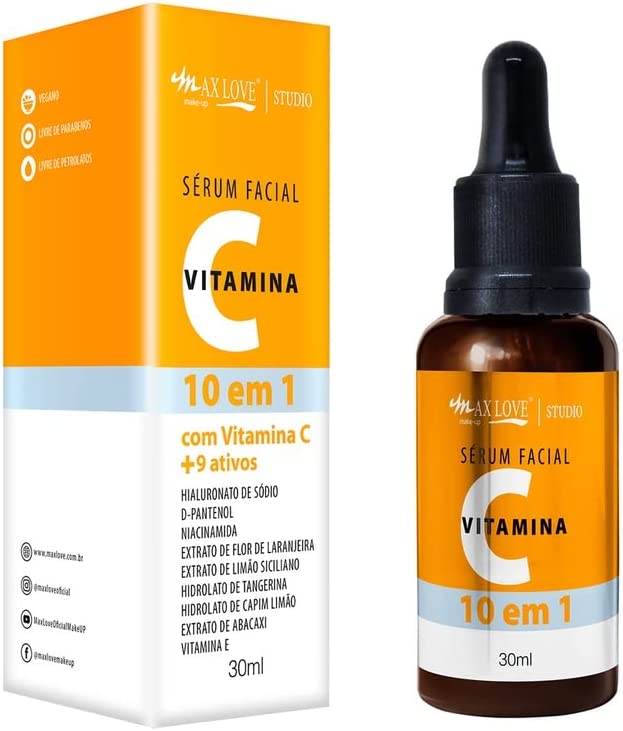 VEGANO
LIVRE DE PARABENOS
LIVRE DE PETROLATOS
MAX LOVE® | STUDIO
make-up
SÉRUM FACIAL
C
VITAMINA
10 em 1
com Vitamina C
+9 ativos
HIALURONATO DE SÓDIO
D-PANTENOL
NIACINAMIDA
EXTRATO DE FLOR DE LARANJEIRA
EXTRATO DE LIMÃO SICILIANO
HIDROLATO DE TANGERINA
HIDROLATO DE CAPIM LIMÃO
EXTRATO DE ABACAXI
VITAMINA E
30ml
www.maxlove.com.br
@maxloveoficial
MaxLoveOficialMakeUP
@maxlovemakeup
MAX LOVE® | STUDIO
make-up
SÉRUM FACIAL
C
VITAMINA
10 em 1
30ml